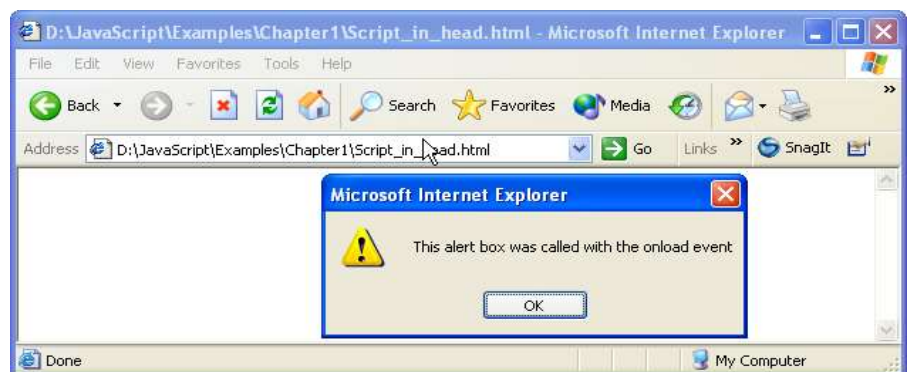 D:\JavaScript\Examples\Chapter1\Script_in_head.html - Microsoft Internet Explorer
File Edit View Favorites Tools Help
Back Search Favorites Media
Address D:\JavaScript\Examples\Chapter1\Script_in_head.html Go Links SnagIt
Microsoft Internet Explorer
This alert box was called with the onload event
OK
Done My Computer